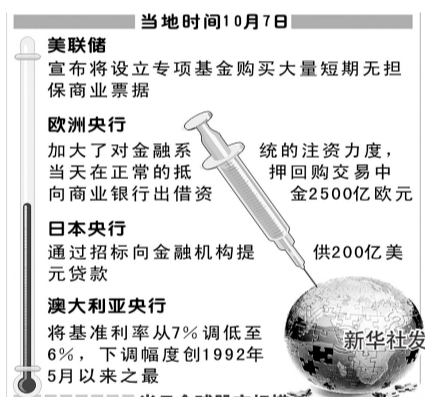 当地时间10月7日
美联储
宣布将设立专项基金购买大量短期无担
保商业票据
欧洲央行
加大了对金融系 统的注资力度，
当天在正常的抵 押回购交易中
向商业银行出借资 金2500亿欧元
日本央行
通过招标向金融机构提 供200亿美
元贷款
澳大利亚央行
将基准利率从7%调低至
6%，下调幅度创1992年
5月以来之最
新华社发